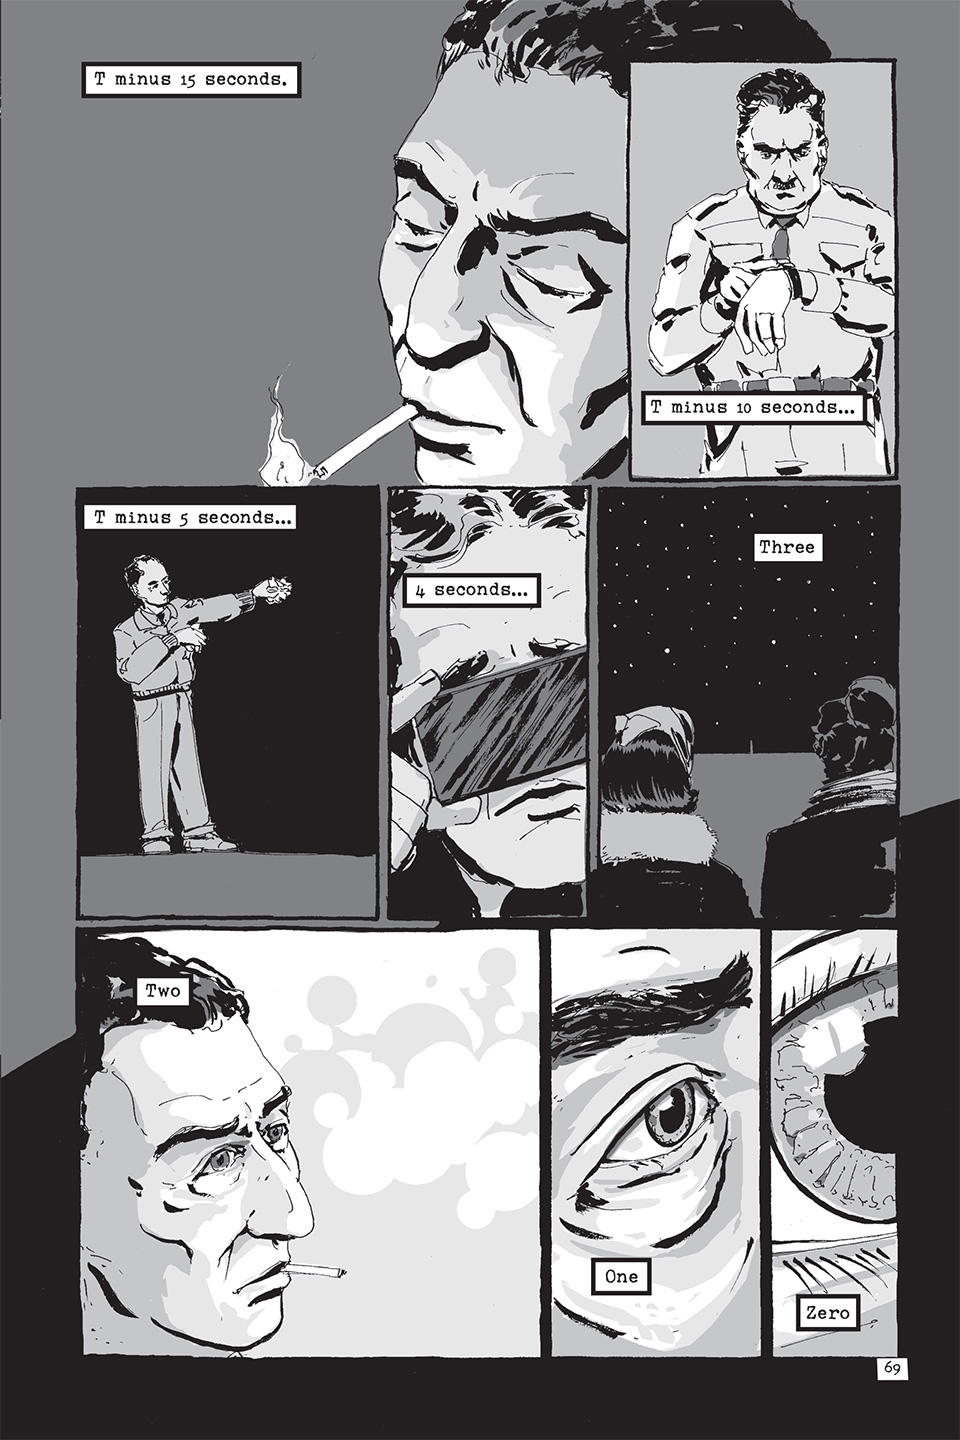 T minus 15 seconds.
T minus 10 seconds...
T minus 5 seconds...
4 seconds...
Three
Two
One
Zero
69